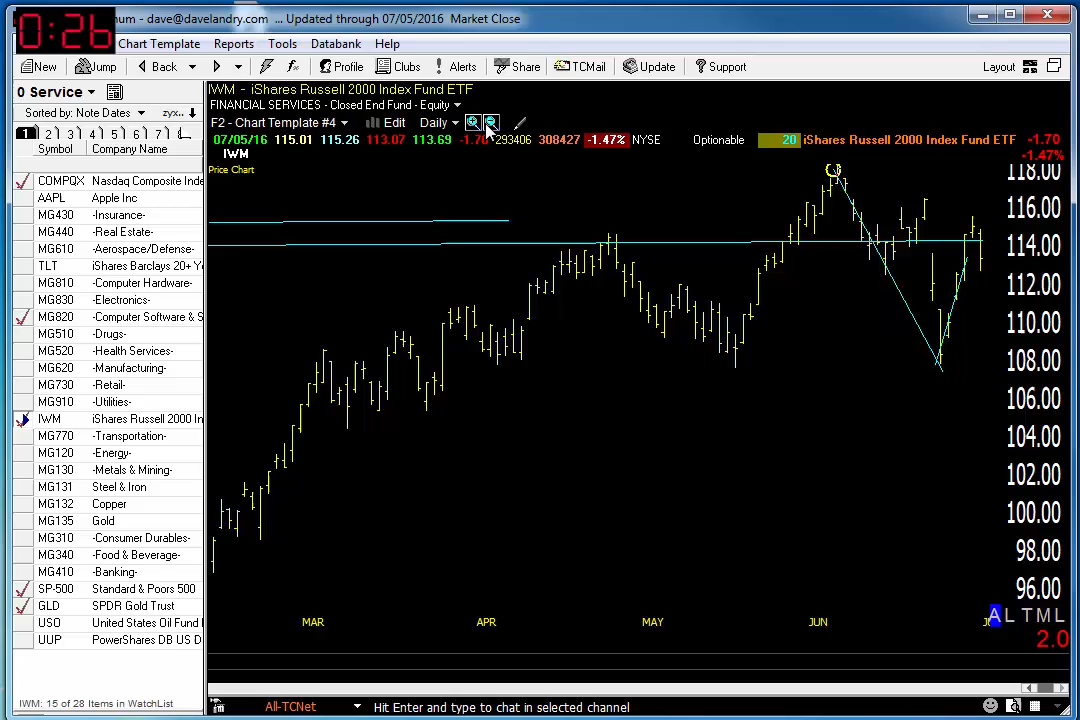 num - dave@davelandry.com ... Updated through 07/05/2016 Market Close
0:26
Chart Template Reports Tools Database Help
New Jump Back Profile Clubs Alerts Share TCMail Update Support Layout
0 Service
Sorted by: Note Dates zyx..
1 2 3 4 5 6 7
Symbol Company Name
COMPQX Nasdaq Composite Inde
AAPL Apple Inc
MG430 -Insurance-
MG440 -Real Estate-
MG610 -Aerospace/Defense-
TLT iShares Barclays 20+ Y
MG810 -Computer Hardware-
MG830 -Electronics-
MG820 -Computer Software & S
MG510 -Drugs-
MG520 -Health Services-
MG620 -Manufacturing-
MG730 -Retail-
MG910 -Utilities-
IWM iShares Russell 2000 In
MG770 -Transportation-
MG120 -Energy-
MG130 -Metals & Mining-
MG131 Steel & Iron
MG132 Copper
MG135 Gold
MG310 -Consumer Durables-
MG340 -Food & Beverage-
MG410 -Banking-
SP-500 Standard & Poors 500
GLD SPDR Gold Trust
USO United States Oil Fund
UUP PowerShares DB US D
IWM: 15 of 28 Items in WatchList
IWM - iShares Russell 2000 Index Fund ETF
FINANCIAL SERVICES - Closed End Fund - Equity
F2 - Chart Template #4 Edit Daily
07/05/16 115.01 115.26 113.07 113.69 -1.70 293406 308427 -1.47% NYSE Optionable 20 iShares Russell 2000 Index Fund ETF -1.70
IWM -1.47%
Price Chart
118.00
116.00
114.00
112.00
110.00
108.00
106.00
104.00
102.00
100.00
98.00
96.00
MAR APR MAY JUN
A L T M L
2.0
All-TCNet Hit Enter and type to chat in selected channel